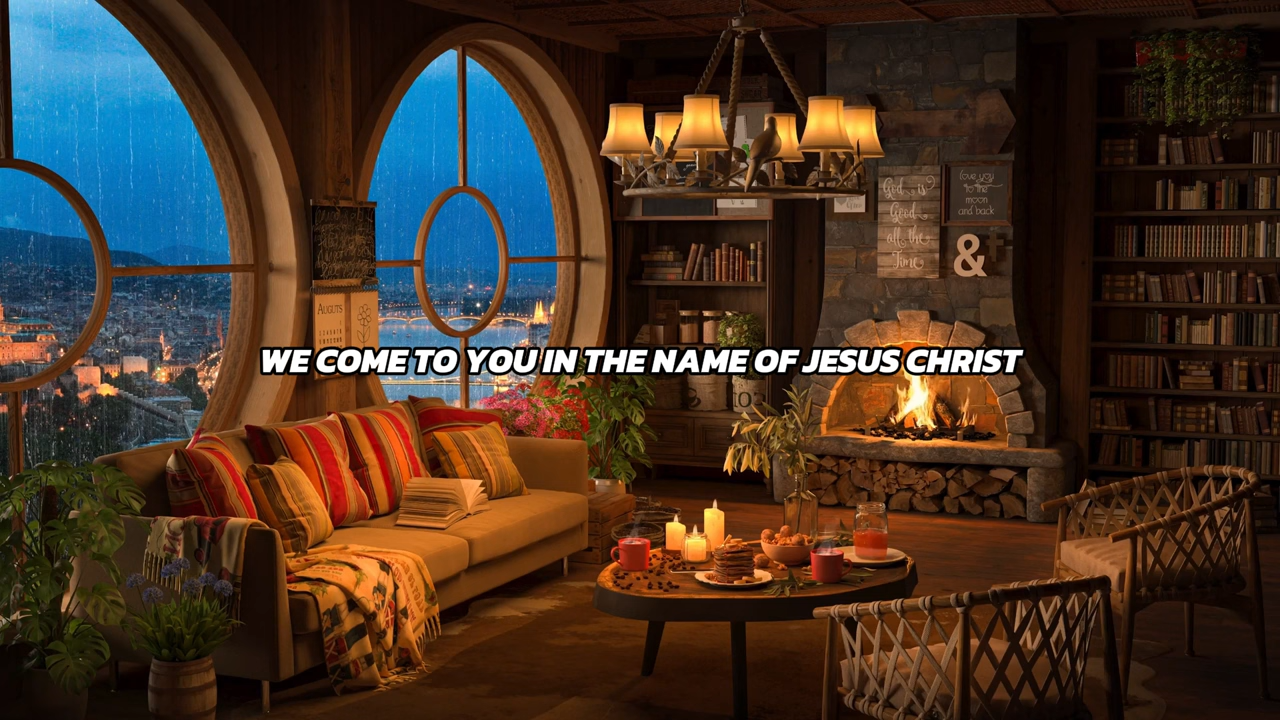 God is
Good
all the
Time
love you
to the
moon
and back
&
AUGUTS
WE COME TO YOU IN THE NAME OF JESUS CHRIST